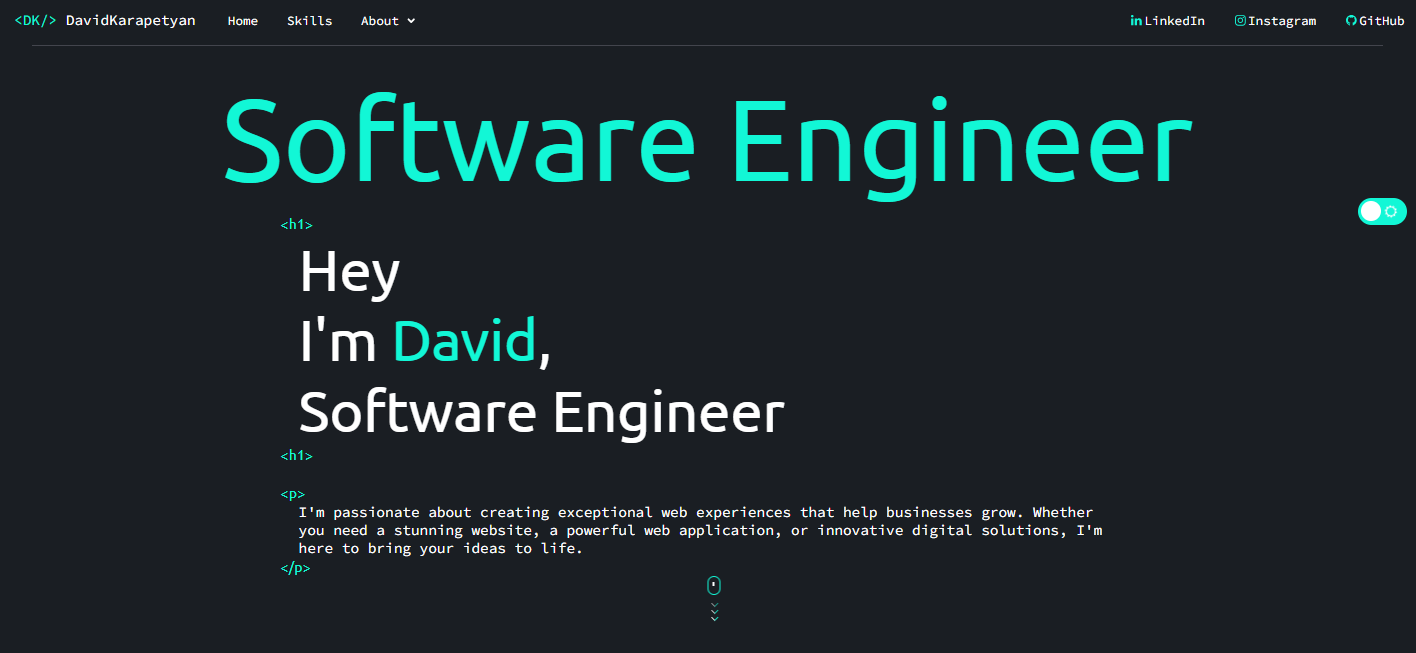 <DK/> DavidKarapetyan Home Skills About LinkedIn Instagram GitHub
Software Engineer
<h1>
Hey
I'm David,
Software Engineer
<h1>
<p>
I'm passionate about creating exceptional web experiences that help businesses grow. Whether
you need a stunning website, a powerful web application, or innovative digital solutions, I'm
here to bring your ideas to life.
</p>